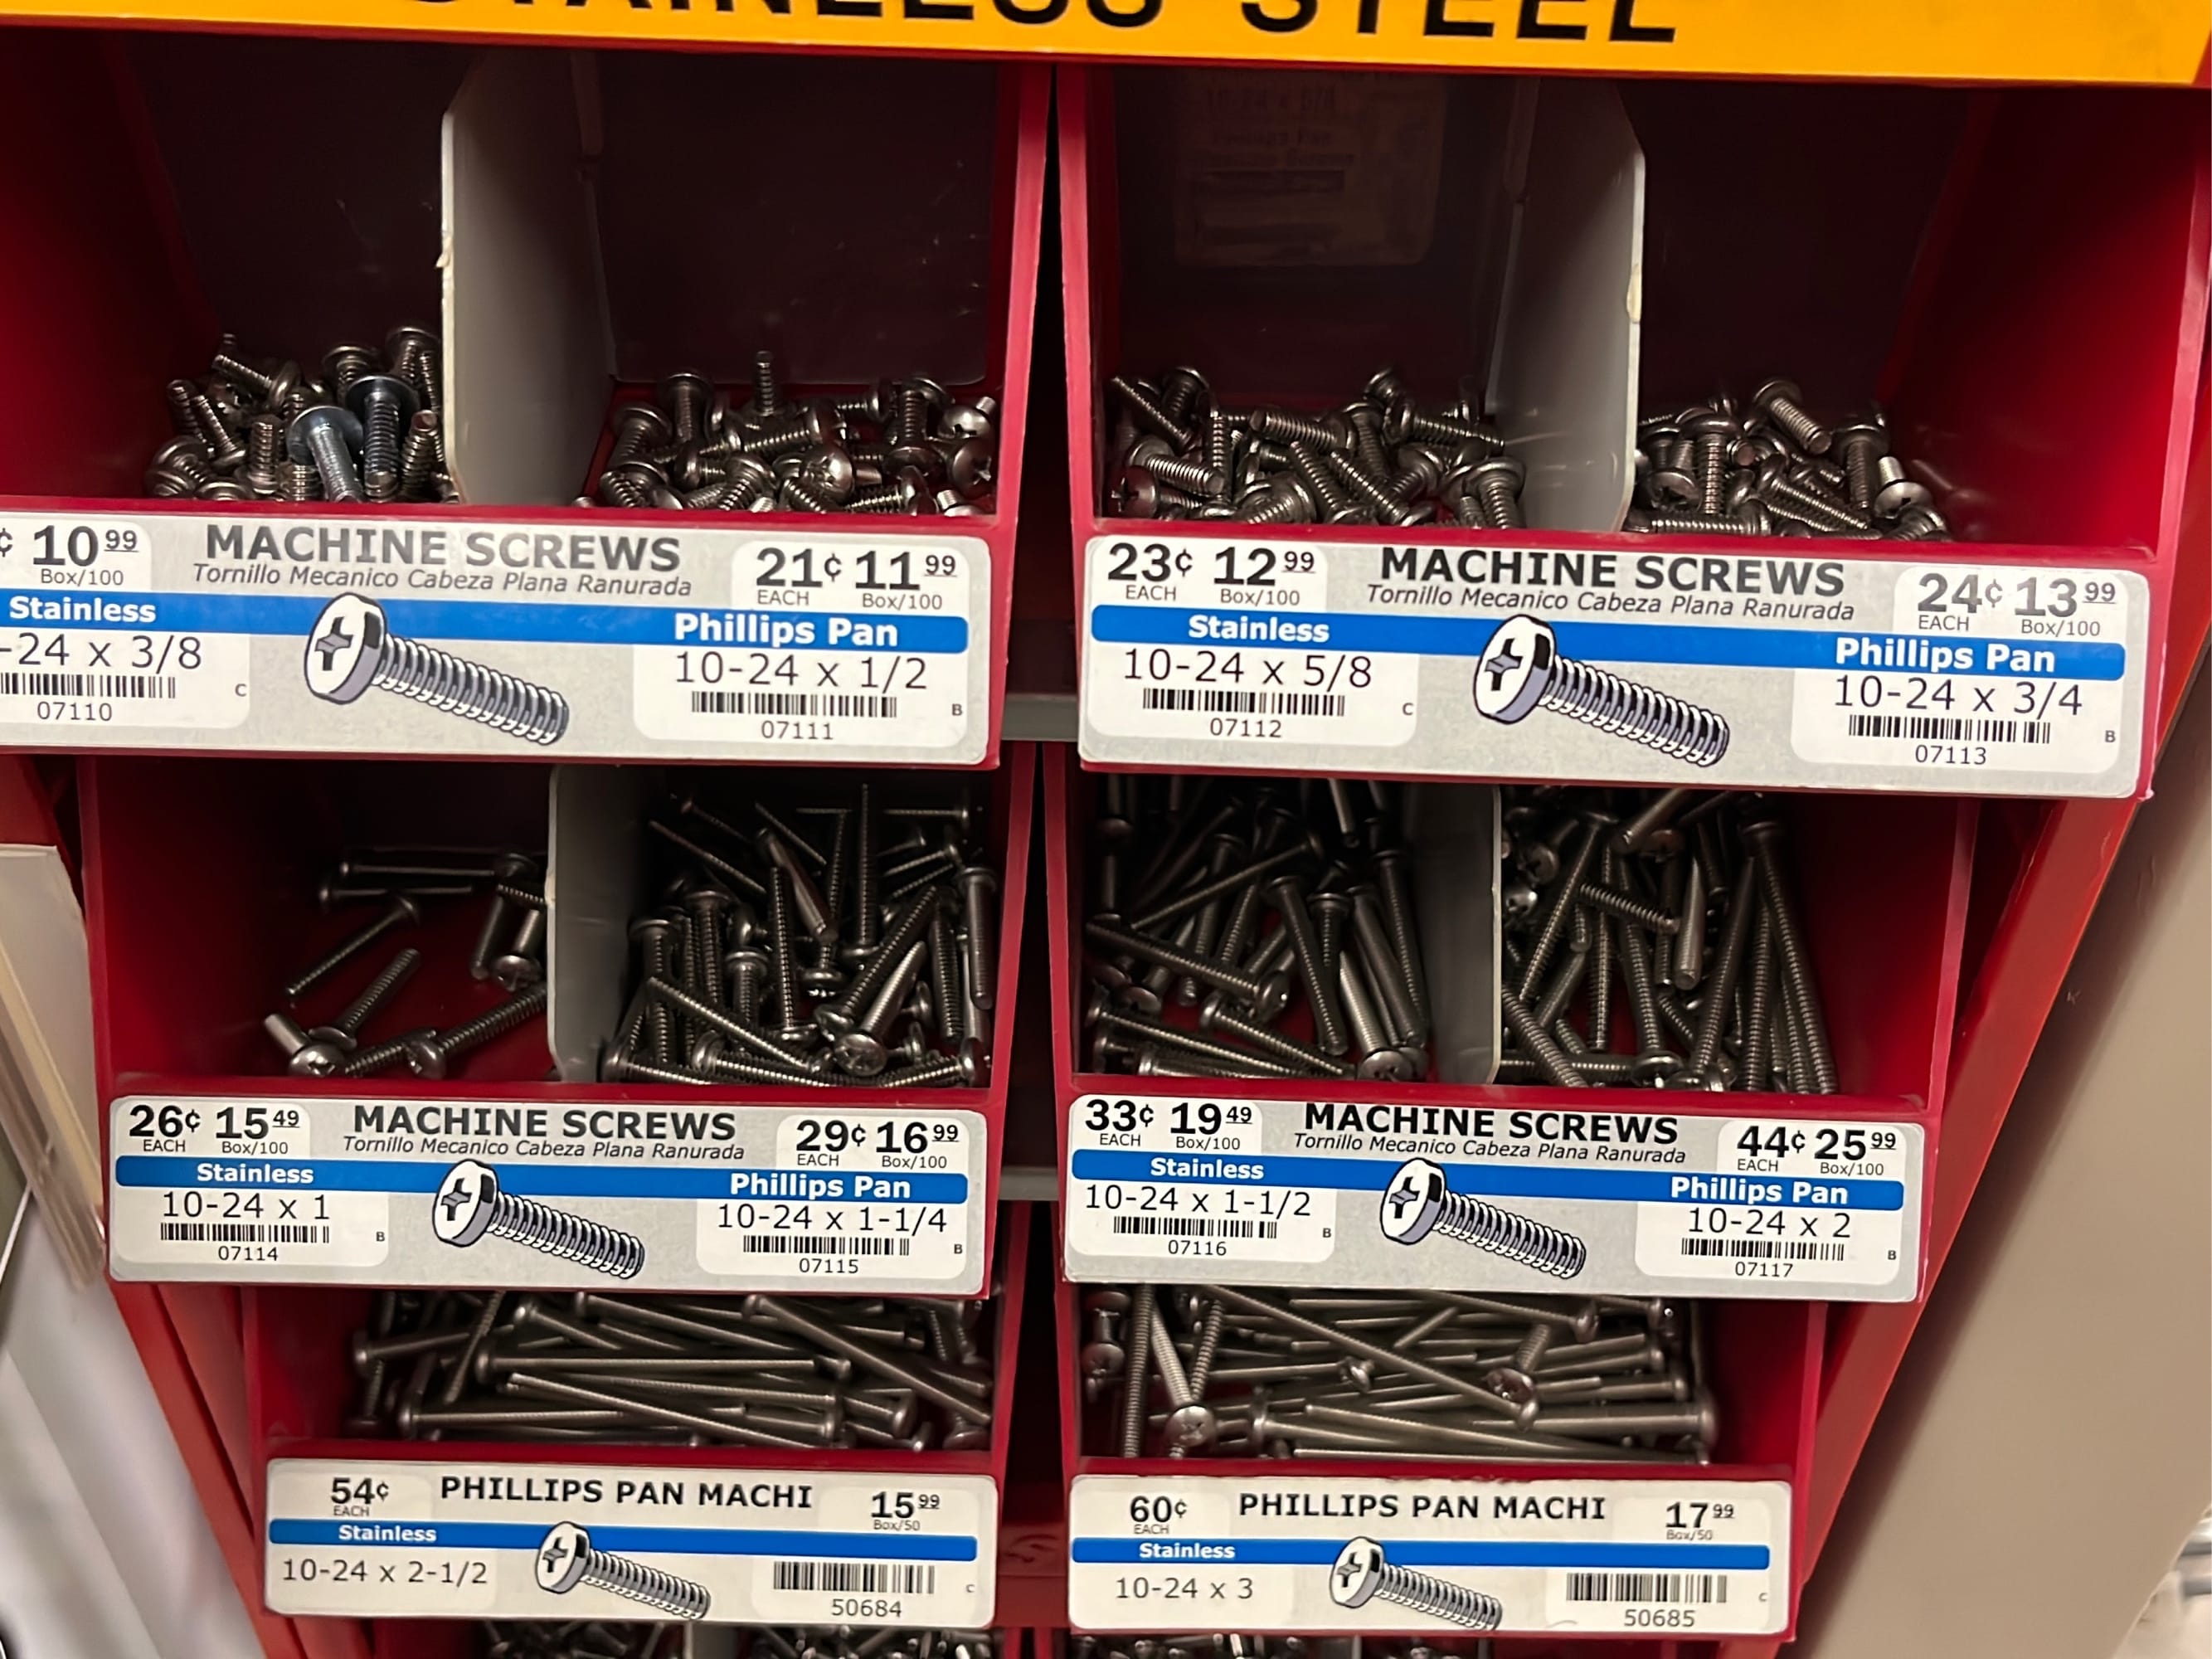 STAINLESS STEEL
¢ 10 99
Box/100
MACHINE SCREWS
Tornillo Mecanico Cabeza Plana Ranurada
21¢ 11 99
EACH Box/100
Stainless
Phillips Pan
-24 x 3/8
10-24 x 1/2
C
B
07110
07111
23¢ 12 99
EACH Box/100
MACHINE SCREWS
Tornillo Mecanico Cabeza Plana Ranurada
24¢ 13 99
EACH Box/100
Stainless
Phillips Pan
10-24 x 5/8
10-24 x 3/4
C
B
07112
07113
26¢ 15 49
EACH Box/100
MACHINE SCREWS
Tornillo Mecanico Cabeza Plana Ranurada
29¢ 16 99
EACH Box/100
Stainless
Phillips Pan
10-24 x 1
10-24 x 1-1/4
B
B
07114
07115
33¢ 19 49
EACH Box/100
MACHINE SCREWS
Tornillo Mecanico Cabeza Plana Ranurada
44¢ 25 99
EACH Box/100
Stainless
Phillips Pan
10-24 x 1-1/2
10-24 x 2
B
B
07116
07117
54¢
EACH
PHILLIPS PAN MACHI
15 99
Box/50
Stainless
10-24 x 2-1/2
C
50684
60¢
EACH
PHILLIPS PAN MACHI
17 99
Box/50
Stainless
10-24 x 3
C
50685